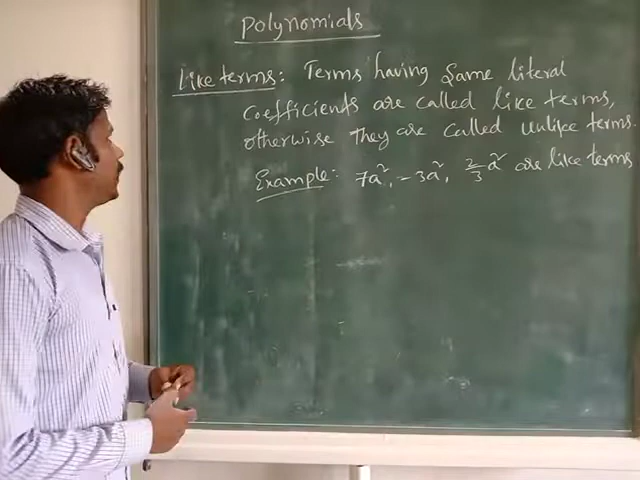 Polynomials
Like terms: Terms having same literal
coefficients are called like terms,
otherwise they are called unlike terms.
Example: 7a², -3a², 2/3 a² are like terms